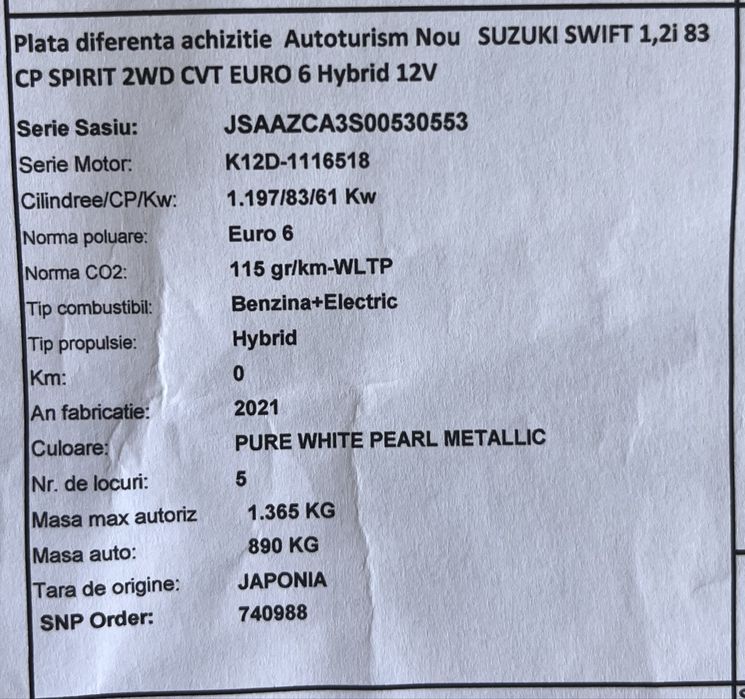 Plata diferenta achizitie Autoturism Nou SUZUKI SWIFT 1,2i 83
CP SPIRIT 2WD CVT EURO 6 Hybrid 12V
Serie Sasiu: JSAAZCA3S00530553
Serie Motor: K12D-1116518
Cilindree/CP/Kw: 1.197/83/61 Kw
Norma poluare: Euro 6
Norma CO2: 115 gr/km-WLTP
Tip combustibil: Benzina+Electric
Tip propulsie: Hybrid
Km: 0
An fabricatie: 2021
Culoare: PURE WHITE PEARL METALLIC
Nr. de locuri: 5
Masa max autoriz 1.365 KG
Masa auto: 890 KG
Tara de origine: JAPONIA
SNP Order: 740988